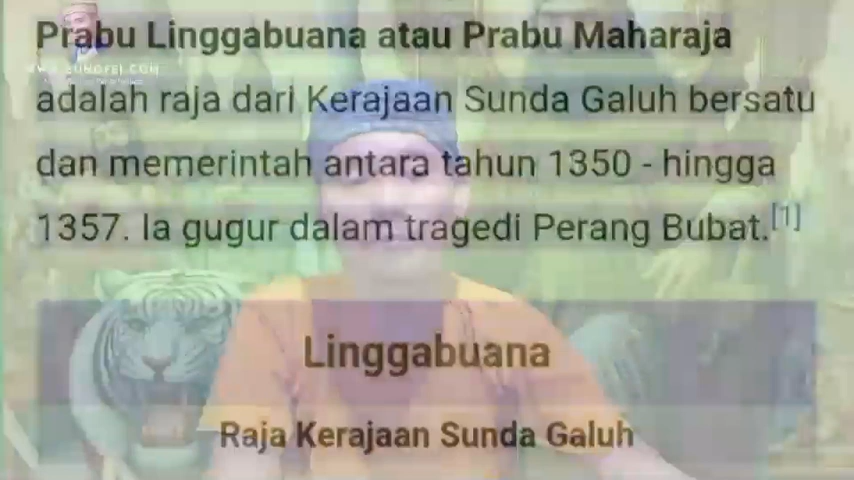 Prabu Linggabuana atau Prabu Maharaja
adalah raja dari Kerajaan Sunda Galuh bersatu
dan memerintah antara tahun 1350 - hingga
1357. Ia gugur dalam tragedi Perang Bubat.[1]
Linggabuana
Raja Kerajaan Sunda Galuh